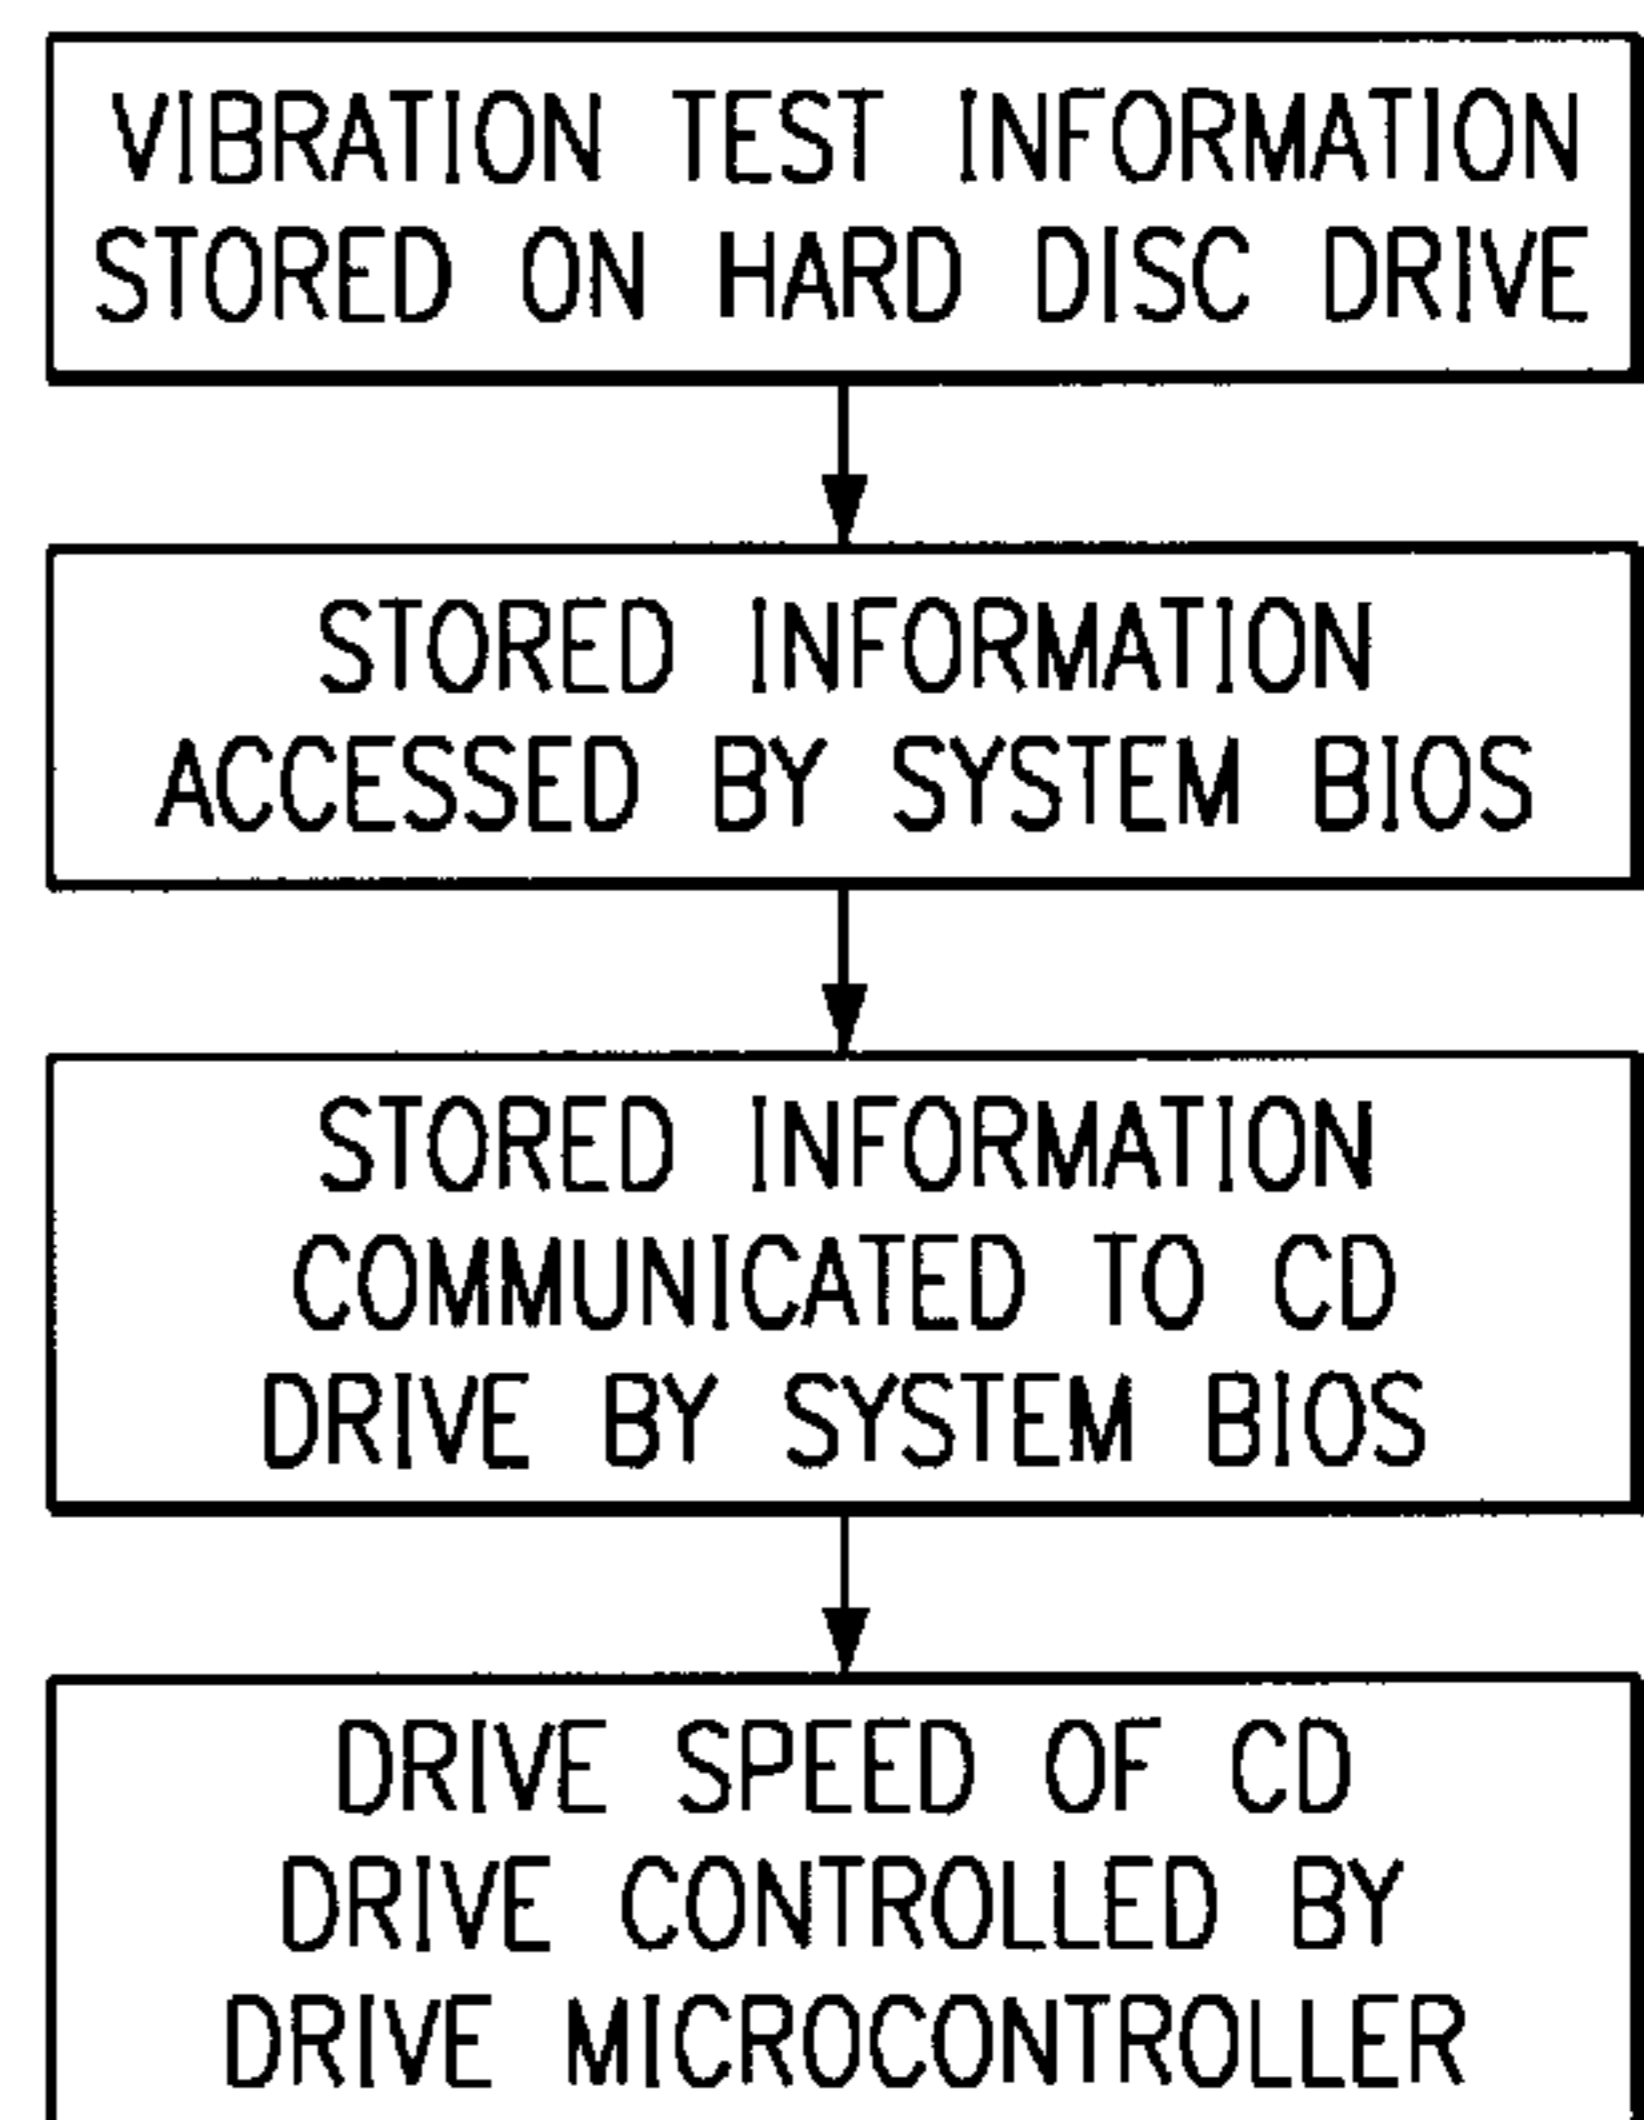 VIBRATION TEST INFORMATION
STORED ON HARD DISC DRIVE
STORED INFORMATION
ACCESSED BY SYSTEM BIOS
STORED INFORMATION
COMMUNICATED TO CD
DRIVE BY SYSTEM BIOS
DRIVE SPEED OF CD
DRIVE CONTROLLED BY
DRIVE MICROCONTROLLER